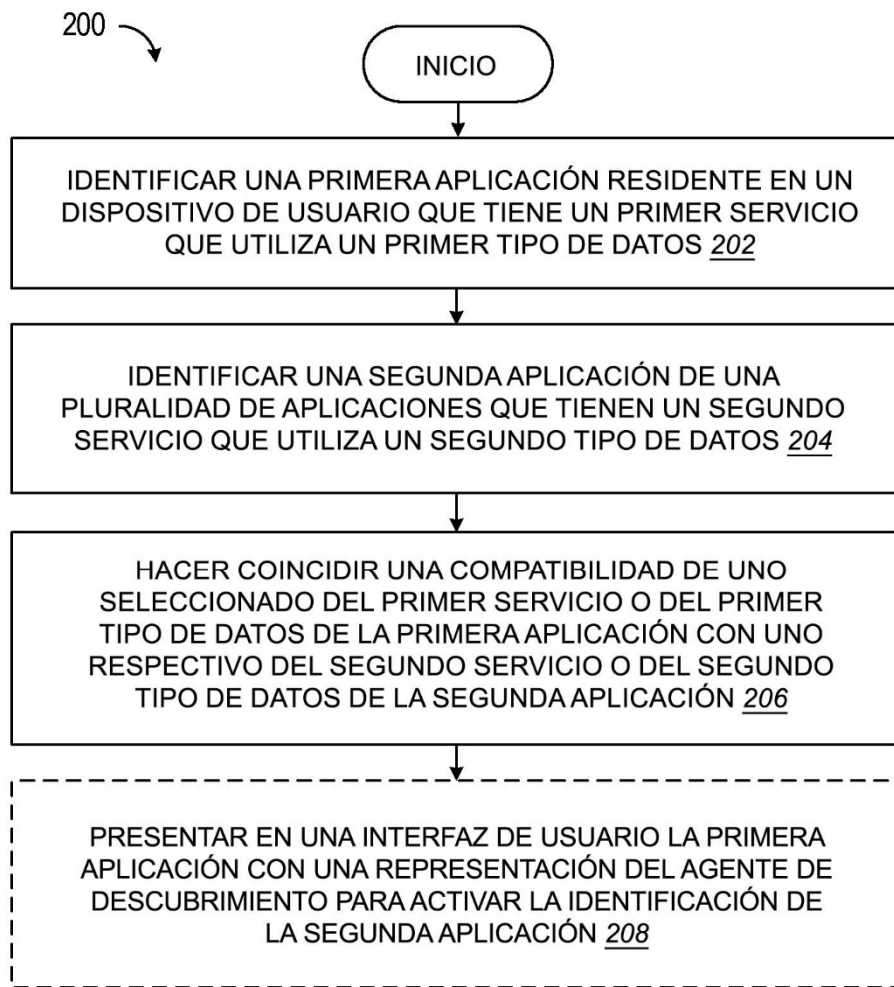 200
INICIO
IDENTIFICAR UNA PRIMERA APLICACIÓN RESIDENTE EN UN
DISPOSITIVO DE USUARIO QUE TIENE UN PRIMER SERVICIO
QUE UTILIZA UN PRIMER TIPO DE DATOS 202
IDENTIFICAR UNA SEGUNDA APLICACIÓN DE UNA
PLURALIDAD DE APLICACIONES QUE TIENEN UN SEGUNDO
SERVICIO QUE UTILIZA UN SEGUNDO TIPO DE DATOS 204
HACER COINCIDIR UNA COMPATIBILIDAD DE UNO
SELECCIONADO DEL PRIMER SERVICIO O DEL PRIMER
TIPO DE DATOS DE LA PRIMERA APLICACIÓN CON UNO
RESPECTIVO DEL SEGUNDO SERVICIO O DEL SEGUNDO
TIPO DE DATOS DE LA SEGUNDA APLICACIÓN 206
PRESENTAR EN UNA INTERFAZ DE USUARIO LA PRIMERA
APLICACIÓN CON UNA REPRESENTACIÓN DEL AGENTE DE
DESCUBRIMIENTO PARA ACTIVAR LA IDENTIFICACIÓN DE
LA SEGUNDA APLICACIÓN 208